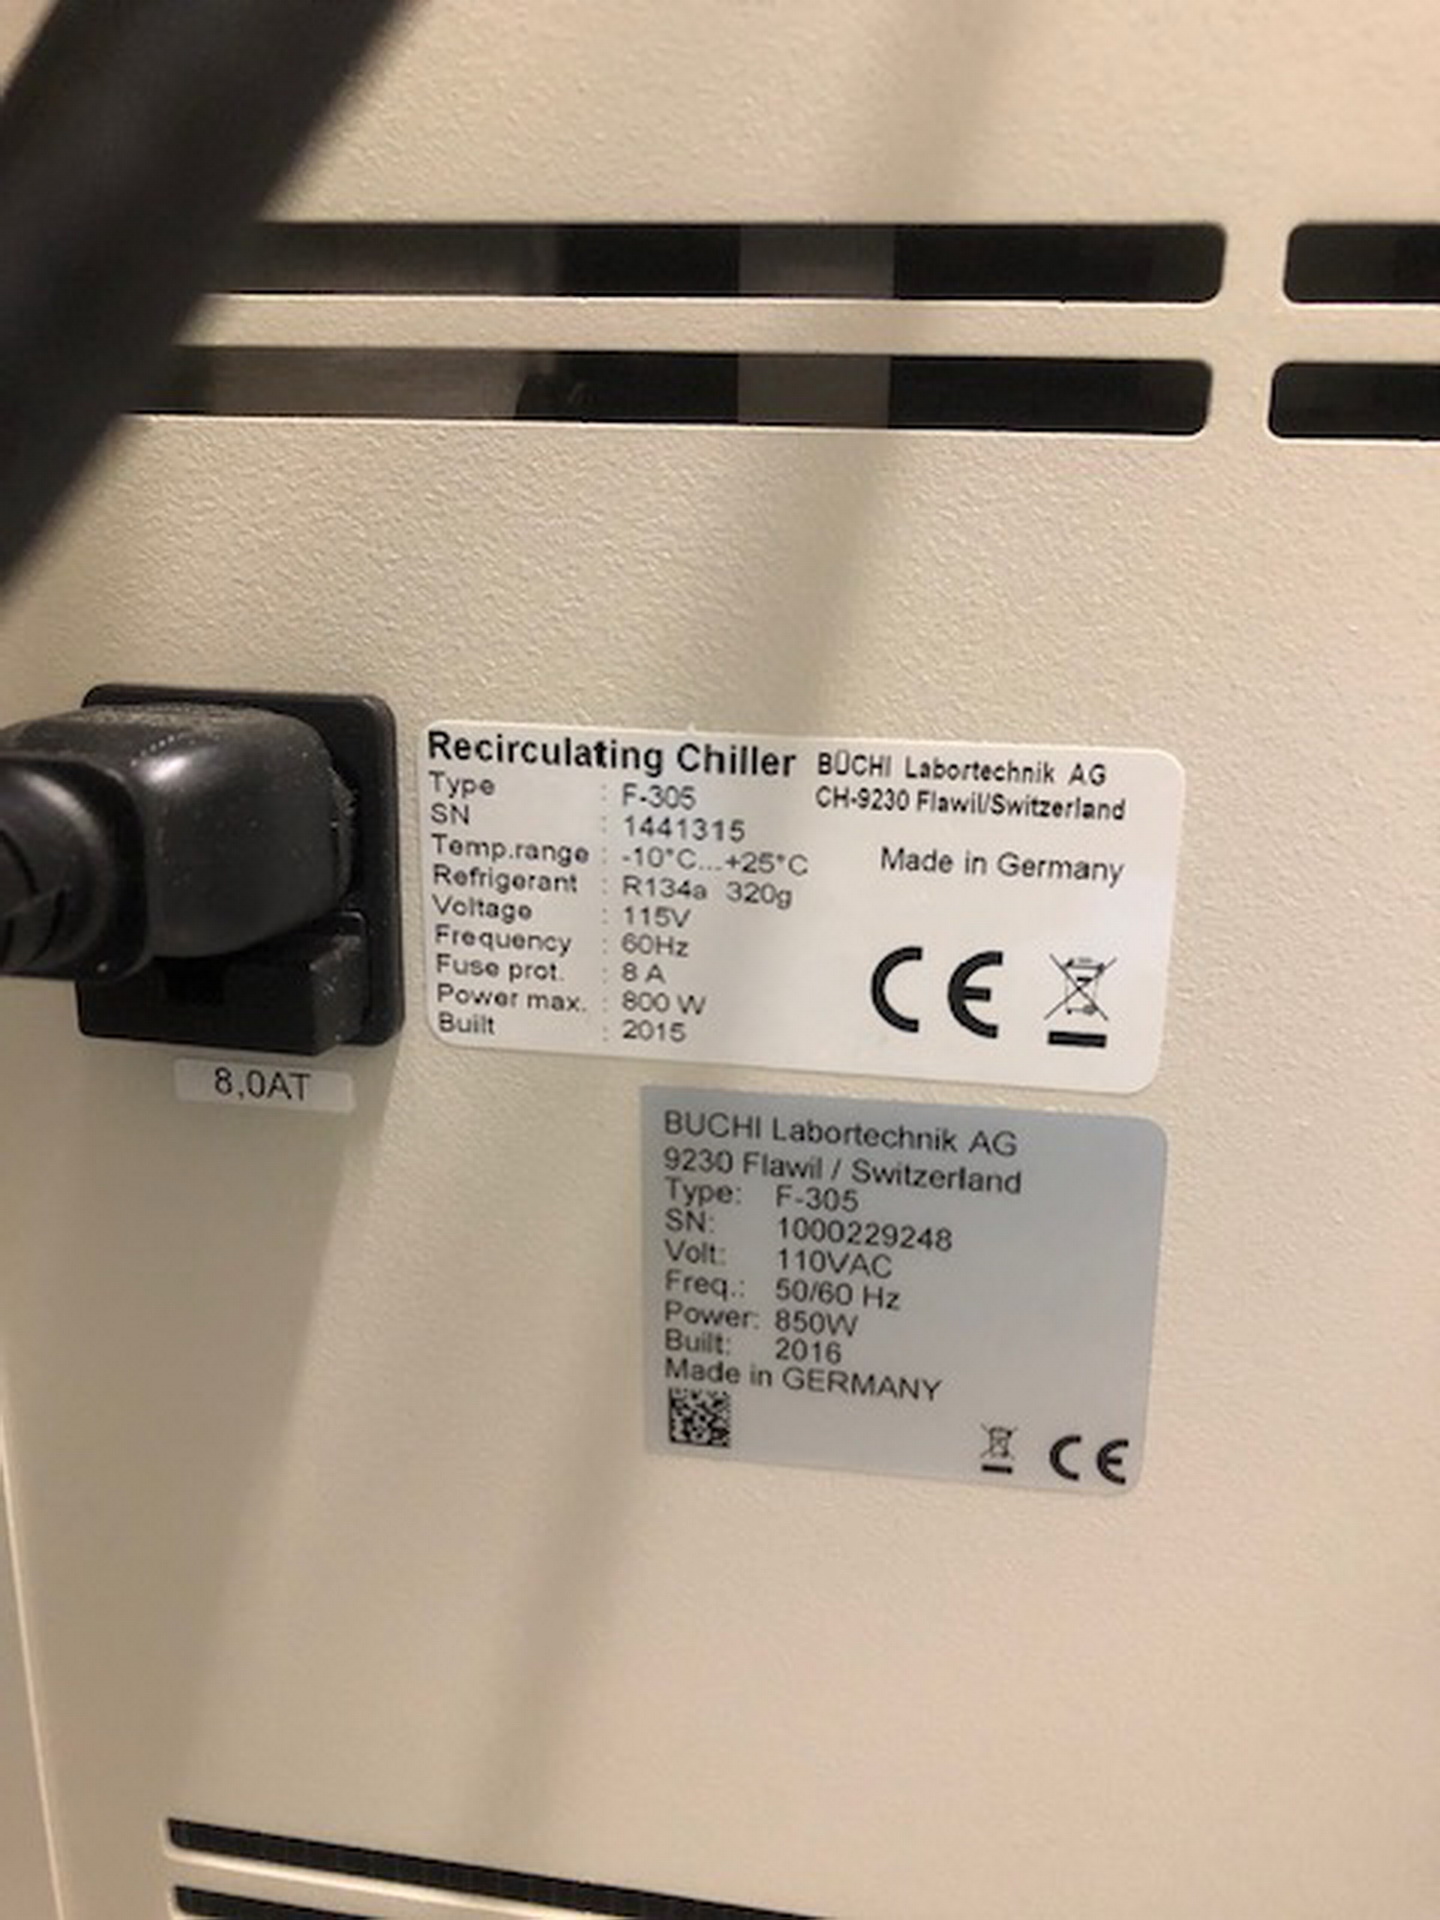 Recirculating Chiller BÜCHI Labortechnik AG
CH-9230 Flawil/Switzerland
Type : F-305
SN : 1441315
Temp.range : -10°C...+25°C
Made in Germany
Refrigerant : R134a 320g
Voltage : 115V
Frequency : 60Hz
Fuse prot. : 8 A
Power max. : 800 W
Built : 2015
CE
8,0AT
BUCHI Labortechnik AG
9230 Flawil / Switzerland
Type: F-305
SN: 1000229248
Volt: 110VAC
Freq.: 50/60 Hz
Power: 850W
Built: 2016
Made in GERMANY
CE